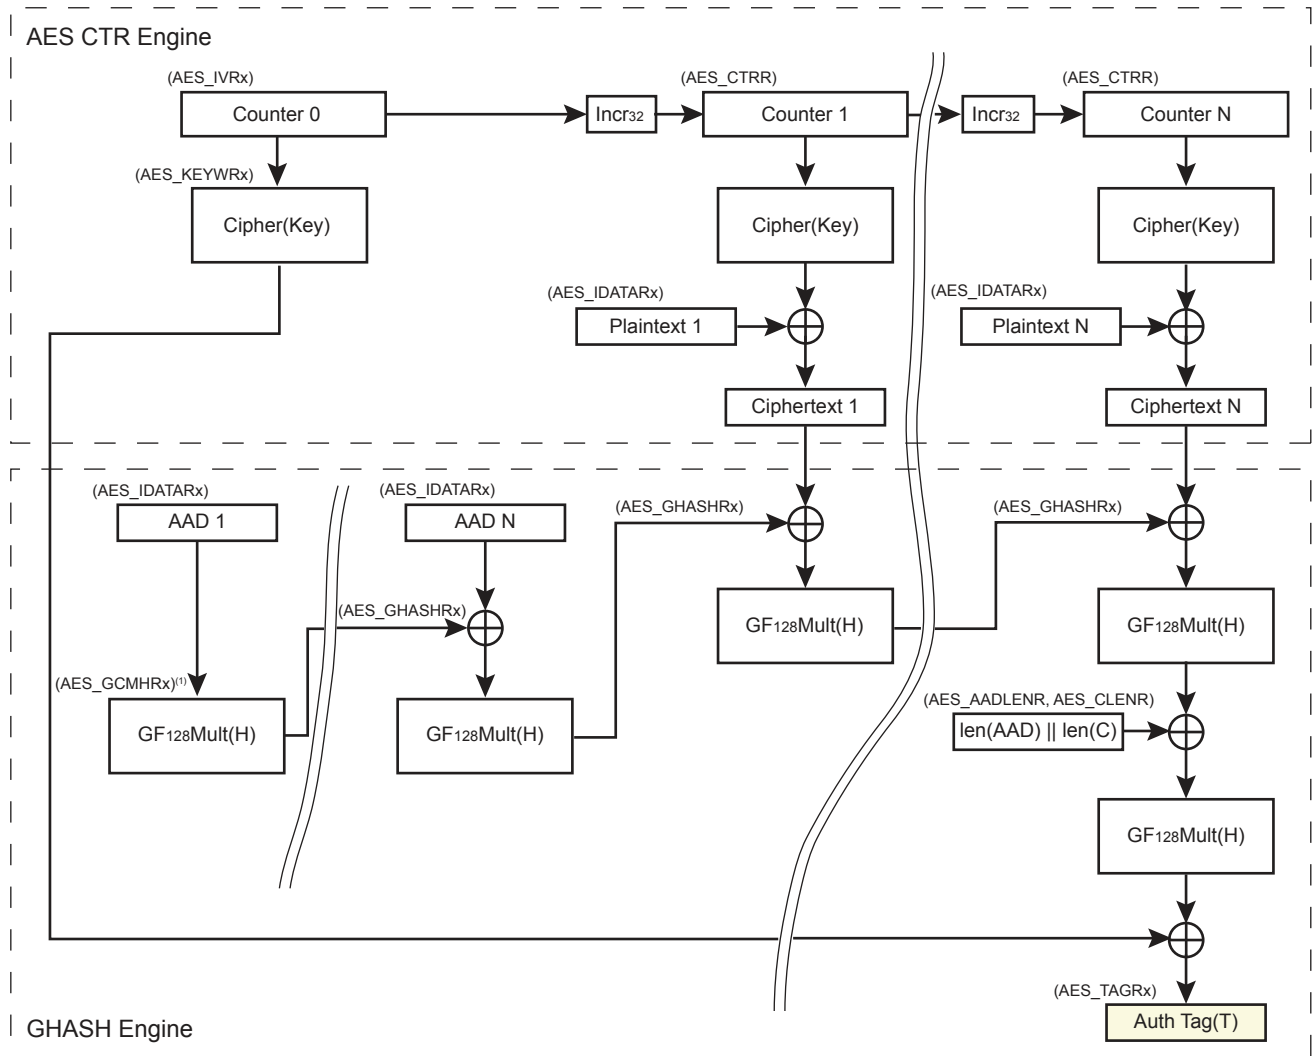 AES CTR Engine
(AES_IVRx) (AES_CTRR) (AES_CTRR)
Counter 0 Incr32 Counter 1 Incr32 Counter N
(AES_KEYWRx)
Cipher(Key) Cipher(Key) Cipher(Key)
(AES_IDATARx) (AES_IDATARx)
Plaintext 1 Plaintext N
Ciphertext 1 Ciphertext N
(AES_IDATARx) (AES_IDATARx)
(AES_GHASHRx) (AES_GHASHRx)
AAD 1 AAD N
(AES_GHASHRx)
GF128Mult(H) GF128Mult(H)
(AES_GCMHRx)(1)
(AES_AADLENR, AES_CLENR)
GF128Mult(H) GF128Mult(H) len(AAD) || len(C)
GF128Mult(H)
(AES_TAGRx)
Auth Tag(T)
GHASH Engine